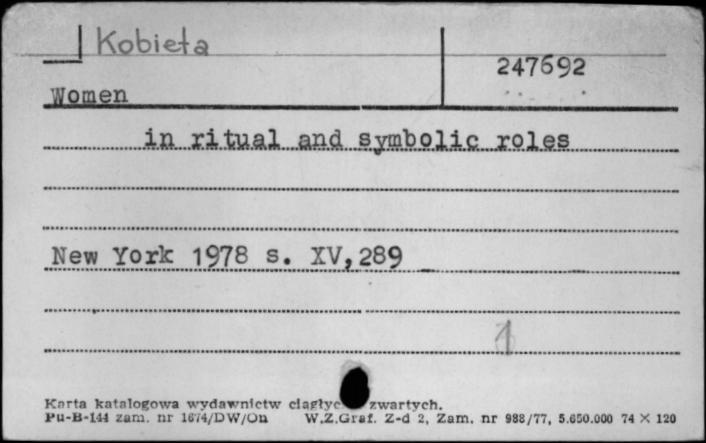 Kobieta
247692
Women
in ritual and symbolic roles
New York 1978 s. XV,289
1
Karta katalogowa wydawnictw ciągłyc zwartych.
Pu-B-144 zam. nr 1674/DW/Ou W.Z.Graf. Z-d 2, Zam. nr 988/77, 5.650.000 74 × 120